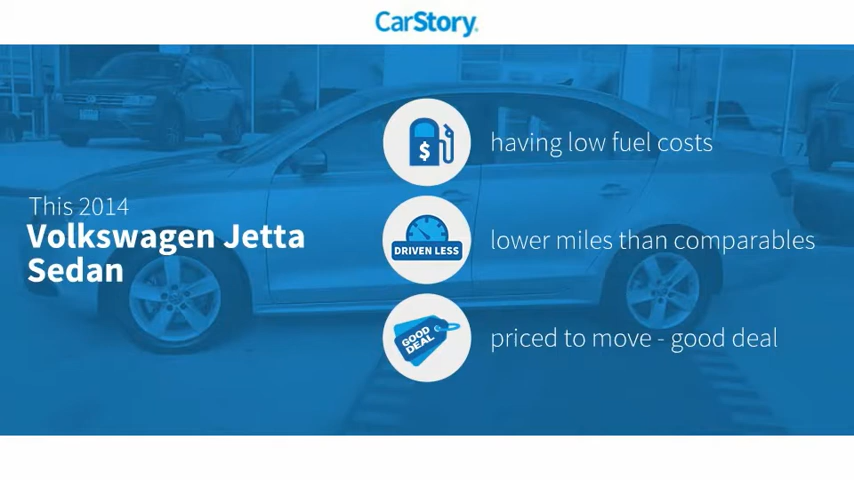 CarStory.
This 2014
Volkswagen Jetta
Sedan
$
having low fuel costs
DRIVEN LESS
lower miles than comparables
GOOD
DEAL
priced to move - good deal